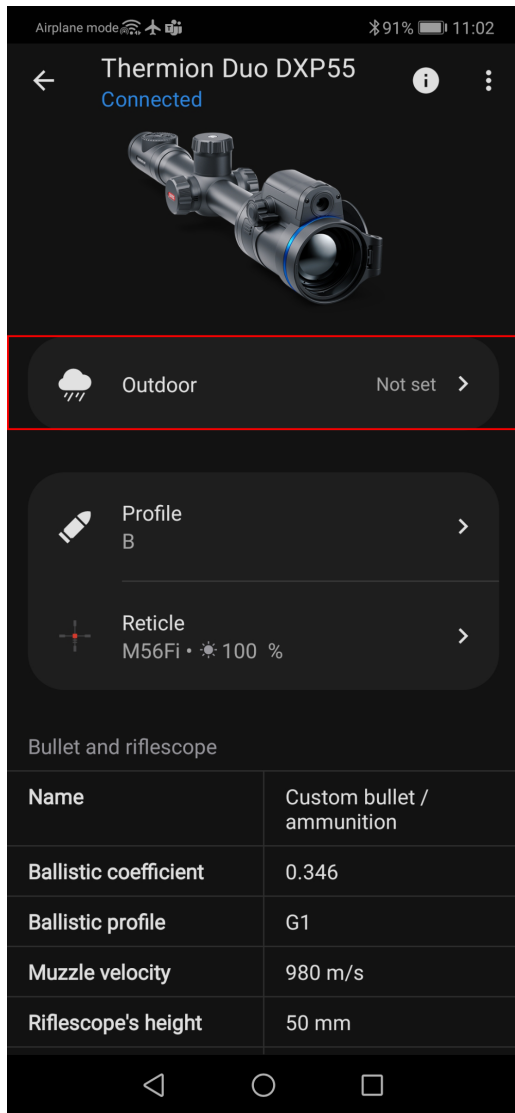 Airplane mode 91% 11:02
Thermion Duo DXP55
Connected
Outdoor Not set
Profile
B
Reticle
M56Fi • 100 %
Bullet and riflescope
Name Custom bullet /
ammunition
Ballistic coefficient 0.346
Ballistic profile G1
Muzzle velocity 980 m/s
Riflescope's height 50 mm